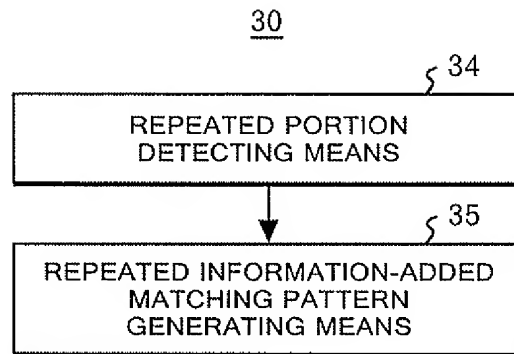 30
34
REPEATED PORTION
DETECTING MEANS
35
REPEATED INFORMATION-ADDED
MATCHING PATTERN
GENERATING MEANS